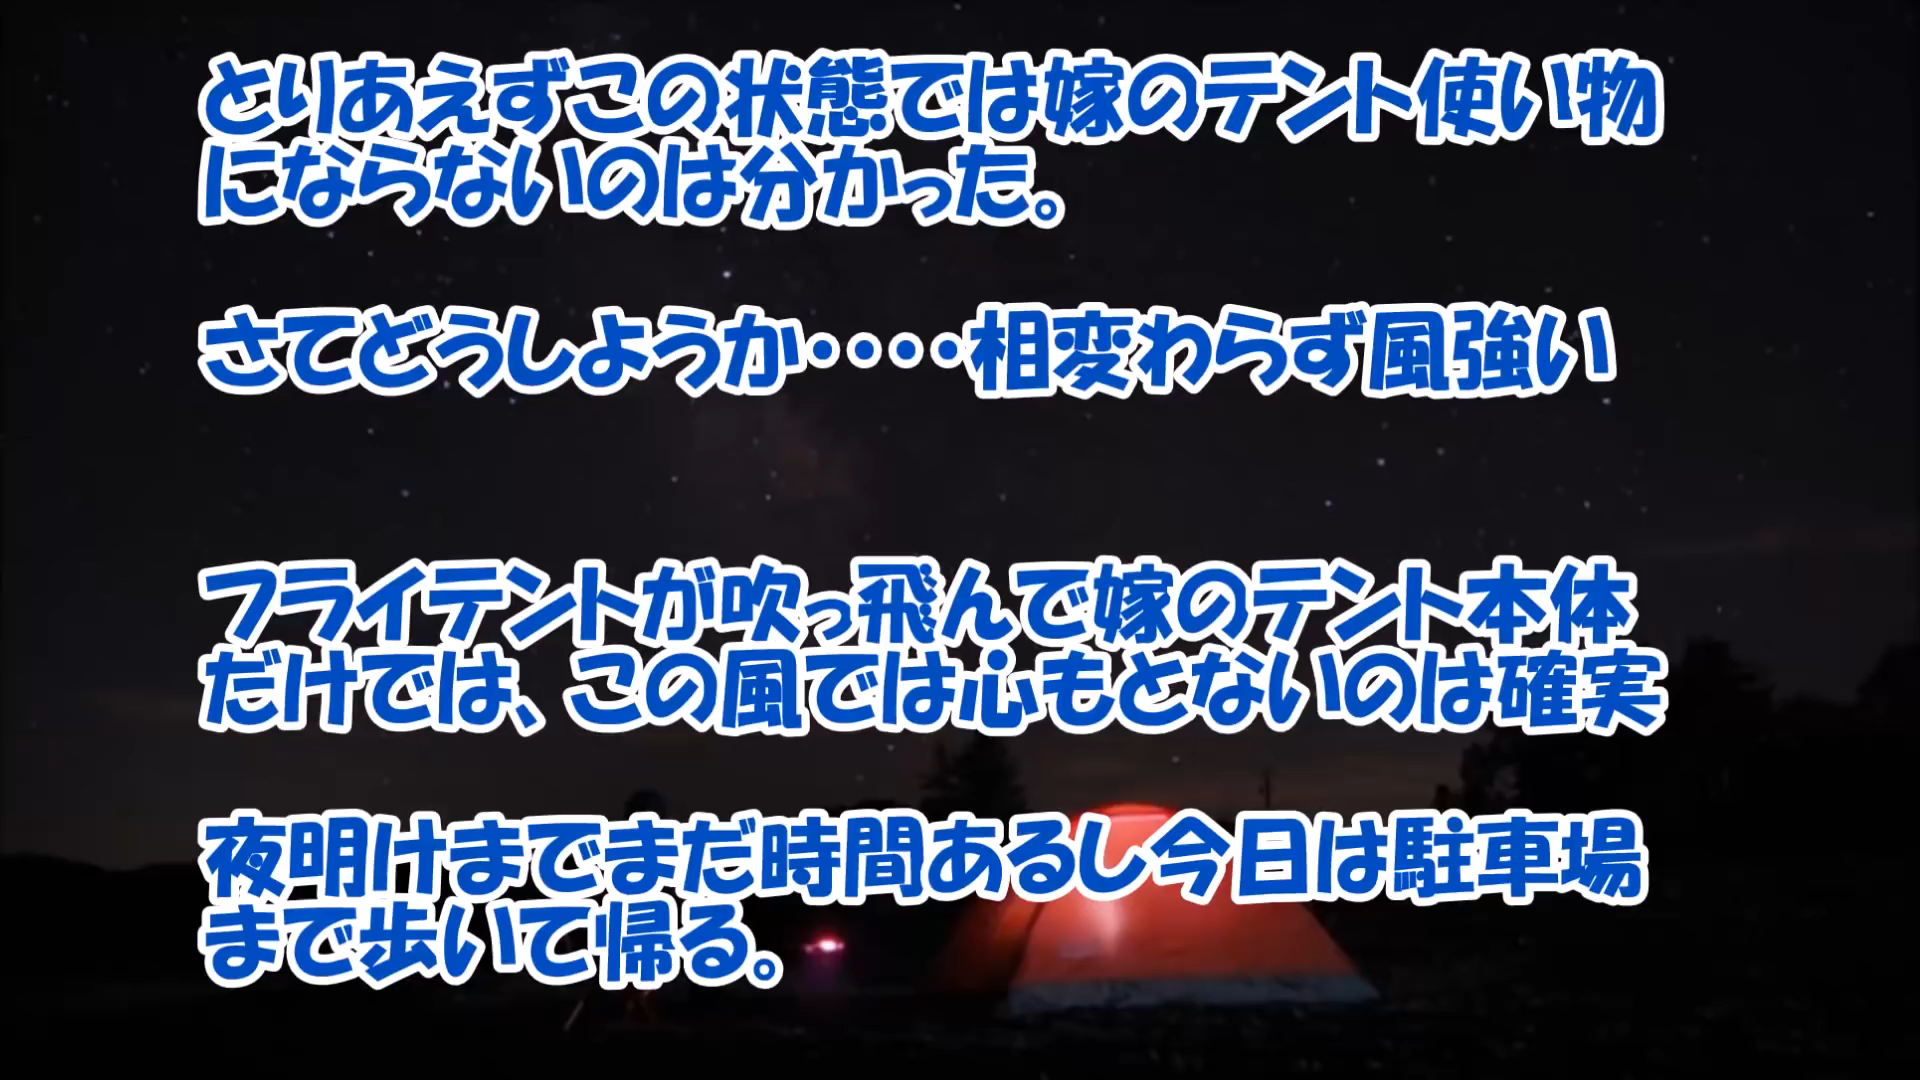 とりあえずこの状態では嫁のテント使い物
にならないのは分かった。
さてどうしようか・・・・相変わらず風強い
フライテントが吹っ飛んで嫁のテント本体
だけでは、この風では心もとないのは確実
夜明けまでまだ時間あるし今日は駐車場
まで歩いて帰る。